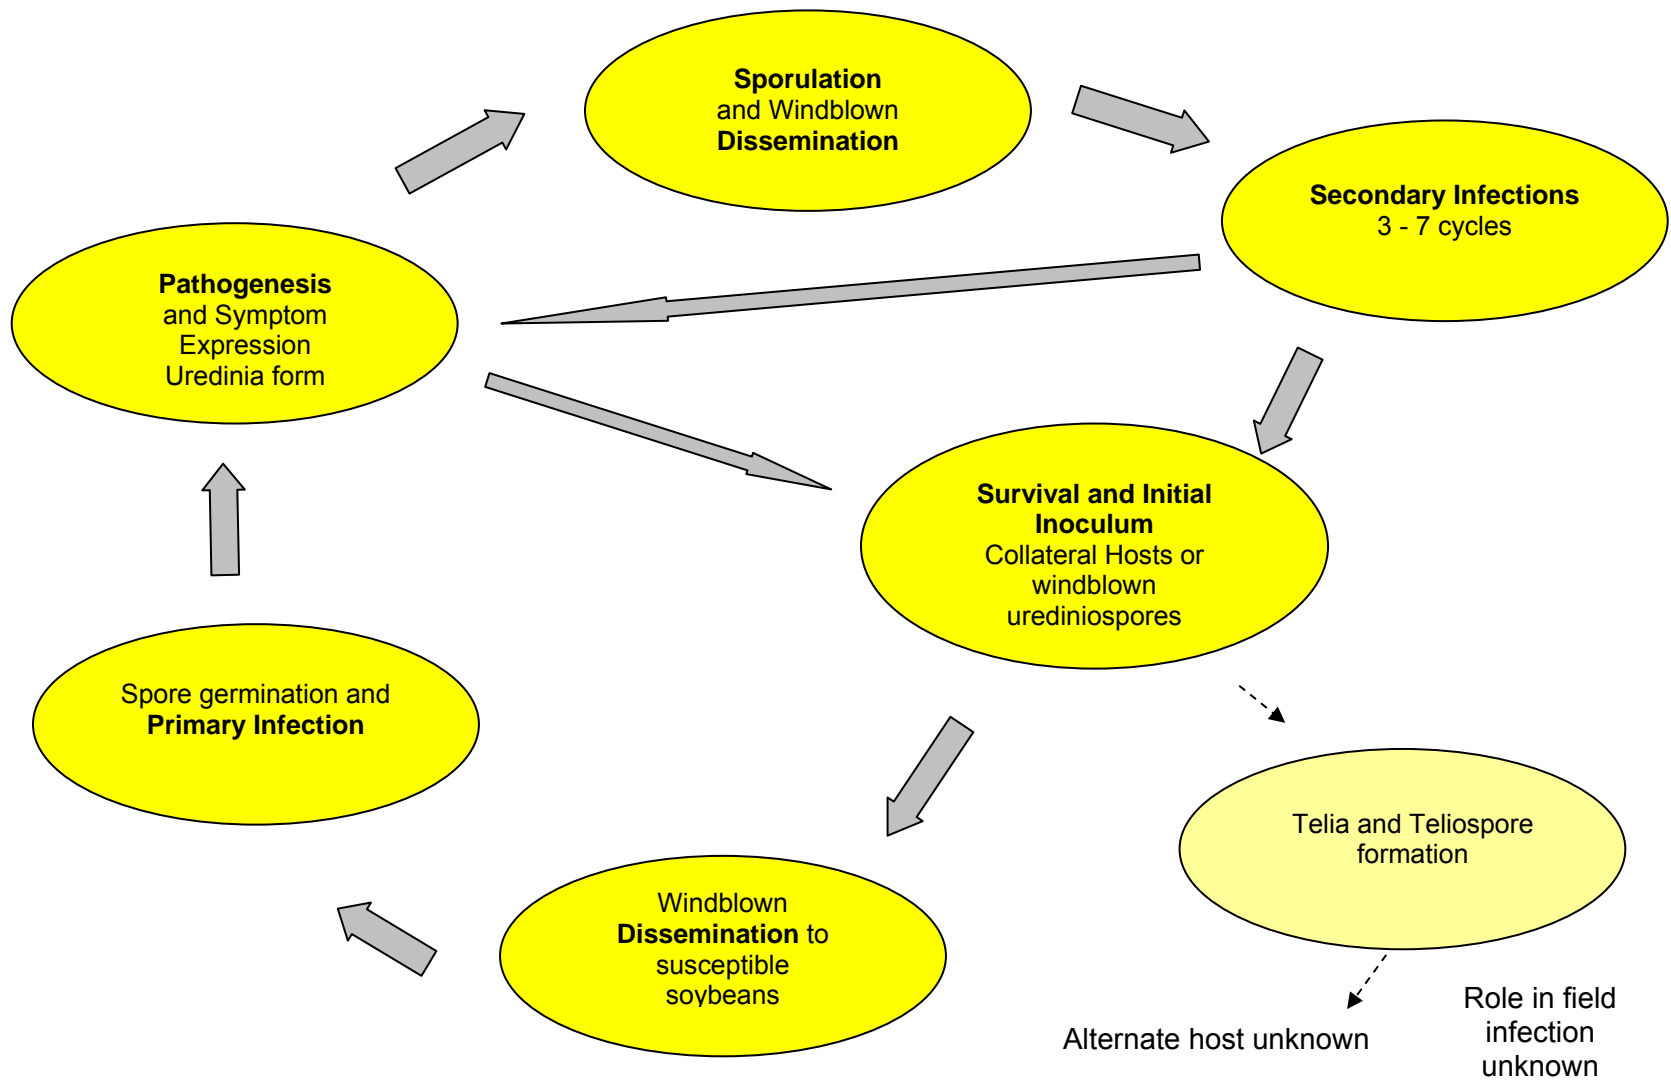 Sporulation
and Windblown
Dissemination
Secondary Infections
3 - 7 cycles
Pathogenesis
and Symptom
Expression
Uredinia form
Survival and Initial
Inoculum
Collateral Hosts or
windblown
urediniospores
Spore germination and
Primary Infection
Telia and Teliospore
formation
Windblown
Dissemination to
susceptible
soybeans
Alternate host unknown
Role in field
infection
unknown